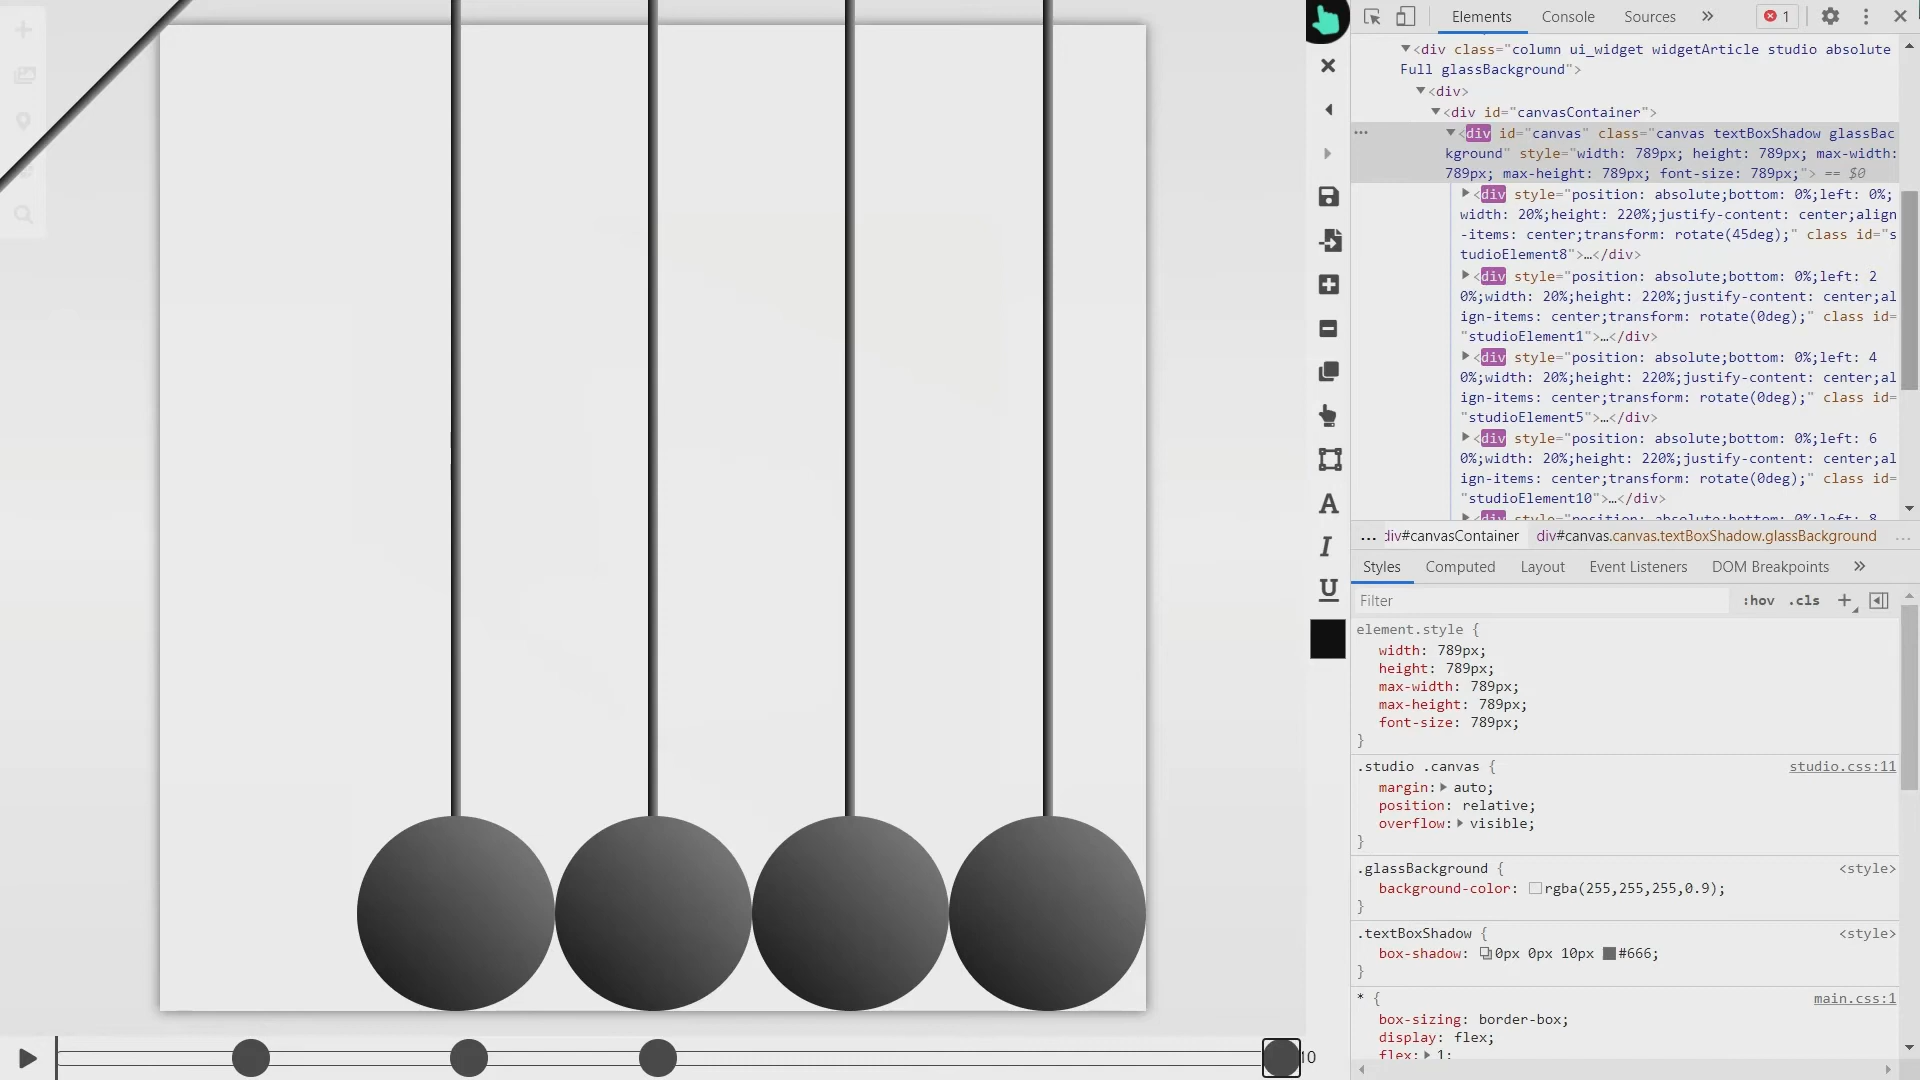 Elements Console Sources 1
<div class="column ui_widget widgetArticle studio absolute
Full glassBackground">
<div>
<div id="canvasContainer">
<div id="canvas" class="canvas textBoxShadow glassBac
kground" style="width: 789px; height: 789px; max-width:
789px; max-height: 789px; font-size: 789px;"> == $0
<div style="position: absolute;bottom: 0%;left: 0%;
width: 20%;height: 220%;justify-content: center;align
-items: center;transform: rotate(45deg);" class id="s
tudioElement8">…</div>
<div style="position: absolute;bottom: 0%;left: 2
0%;width: 20%;height: 220%;justify-content: center;al
ign-items: center;transform: rotate(0deg);" class id=
"studioElement1">…</div>
<div style="position: absolute;bottom: 0%;left: 4
0%;width: 20%;height: 220%;justify-content: center;al
ign-items: center;transform: rotate(0deg);" class id=
"studioElement5">…</div>
<div style="position: absolute;bottom: 0%;left: 6
0%;width: 20%;height: 220%;justify-content: center;al
ign-items: center;transform: rotate(0deg);" class id=
"studioElement10">…</div>
<div style="position: absolute;bottom: 0%;left: 8
... div#canvasContainer div#canvas.canvas.textBoxShadow.glassBackground ...
Styles Computed Layout Event Listeners DOM Breakpoints
Filter :hov .cls
element.style {
width: 789px;
height: 789px;
max-width: 789px;
max-height: 789px;
font-size: 789px;
}
.studio .canvas { studio.css:11
margin: auto;
position: relative;
overflow: visible;
}
.glassBackground { <style>
background-color: rgba(255,255,255,0.9);
}
.textBoxShadow { <style>
box-shadow: 0px 0px 10px #666;
}
* { main.css:1
box-sizing: border-box;
display: flex;
flex: 1;
A
I
U
10